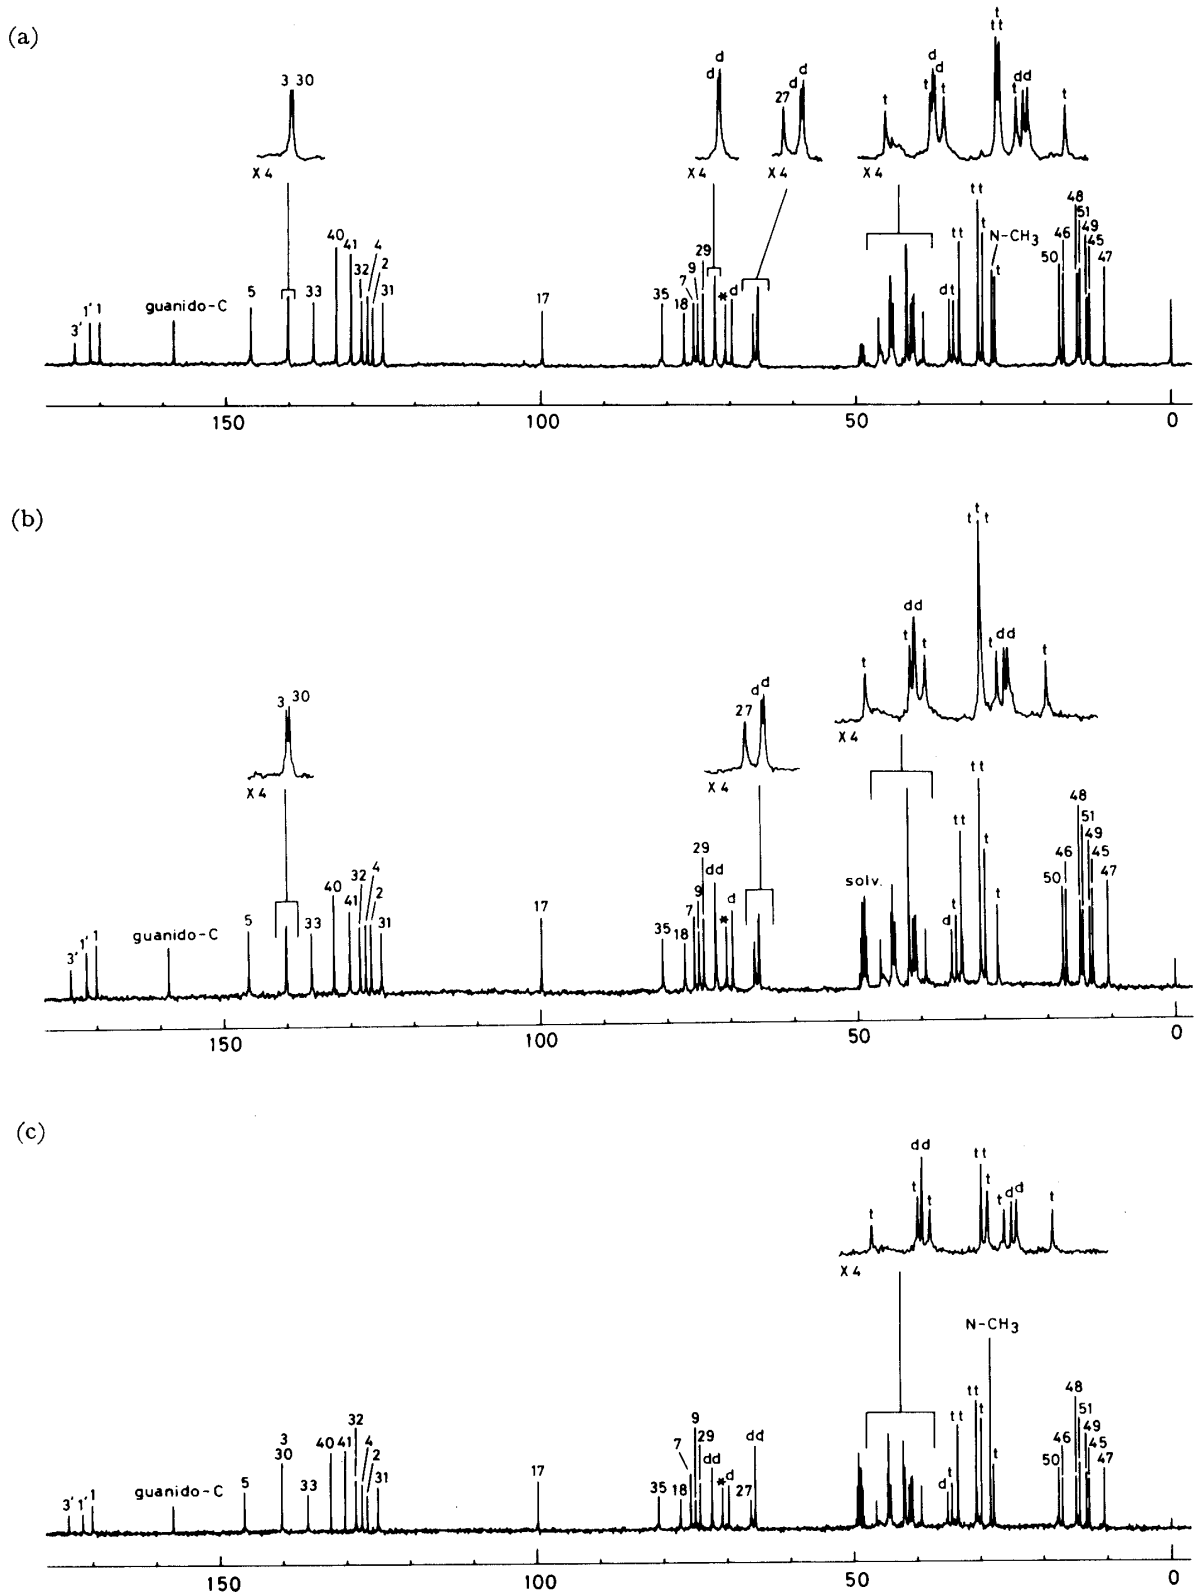 (a)
t
t t
d
d t d t
t d d t
3 30
d d
27 d d
X 4
X 4
X 4
X 4
3' 1' 1 guanido-C 5 33 40 41 32 4 2 31 17 35 18 7 9 29 * d d t t t t t t N-CH3 t 50 46 48 51 49 45 47
150 100 50 0
(b)
t
t t
d d
t t t d d t
3 30
27 d d
X 4
X 4
X 4
3' 1' 1 guanido-C 5 33 40 41 32 4 2 31 17 35 18 7 9 29 d d * d solv. d t t t t t t t 50 46 48 51 49 45 47
150 100 50 0
(c)
d d t t
t t t t t d d t
X 4
N-CH3
3' 1' 1 guanido-C 5 3 30 33 40 41 32 4 2 31 17 35 18 7 9 29 d d * d 27 d d d t t t t t t t 50 46 48 51 49 45 47
150 100 50 0